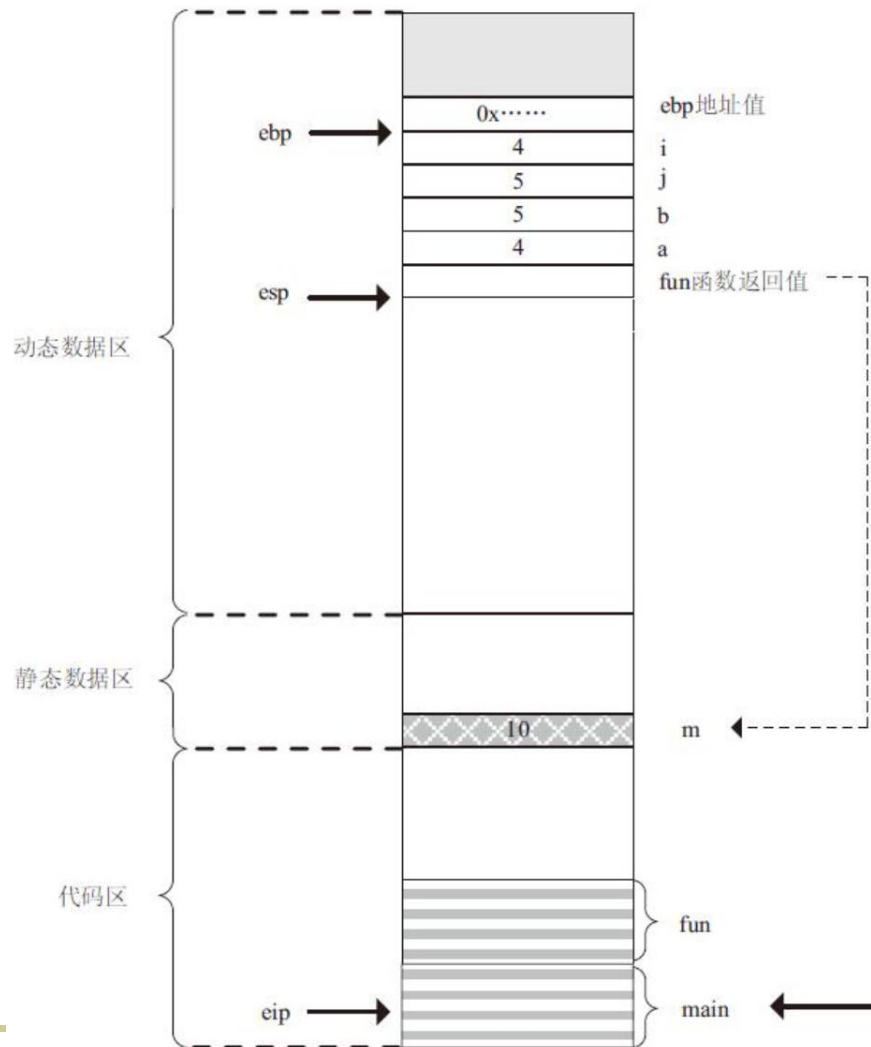 0x……
ebp地址值
ebp
4
i
5
j
5
b
4
a
esp
fun函数返回值
动态数据区
静态数据区
10
m
代码区
fun
eip
main